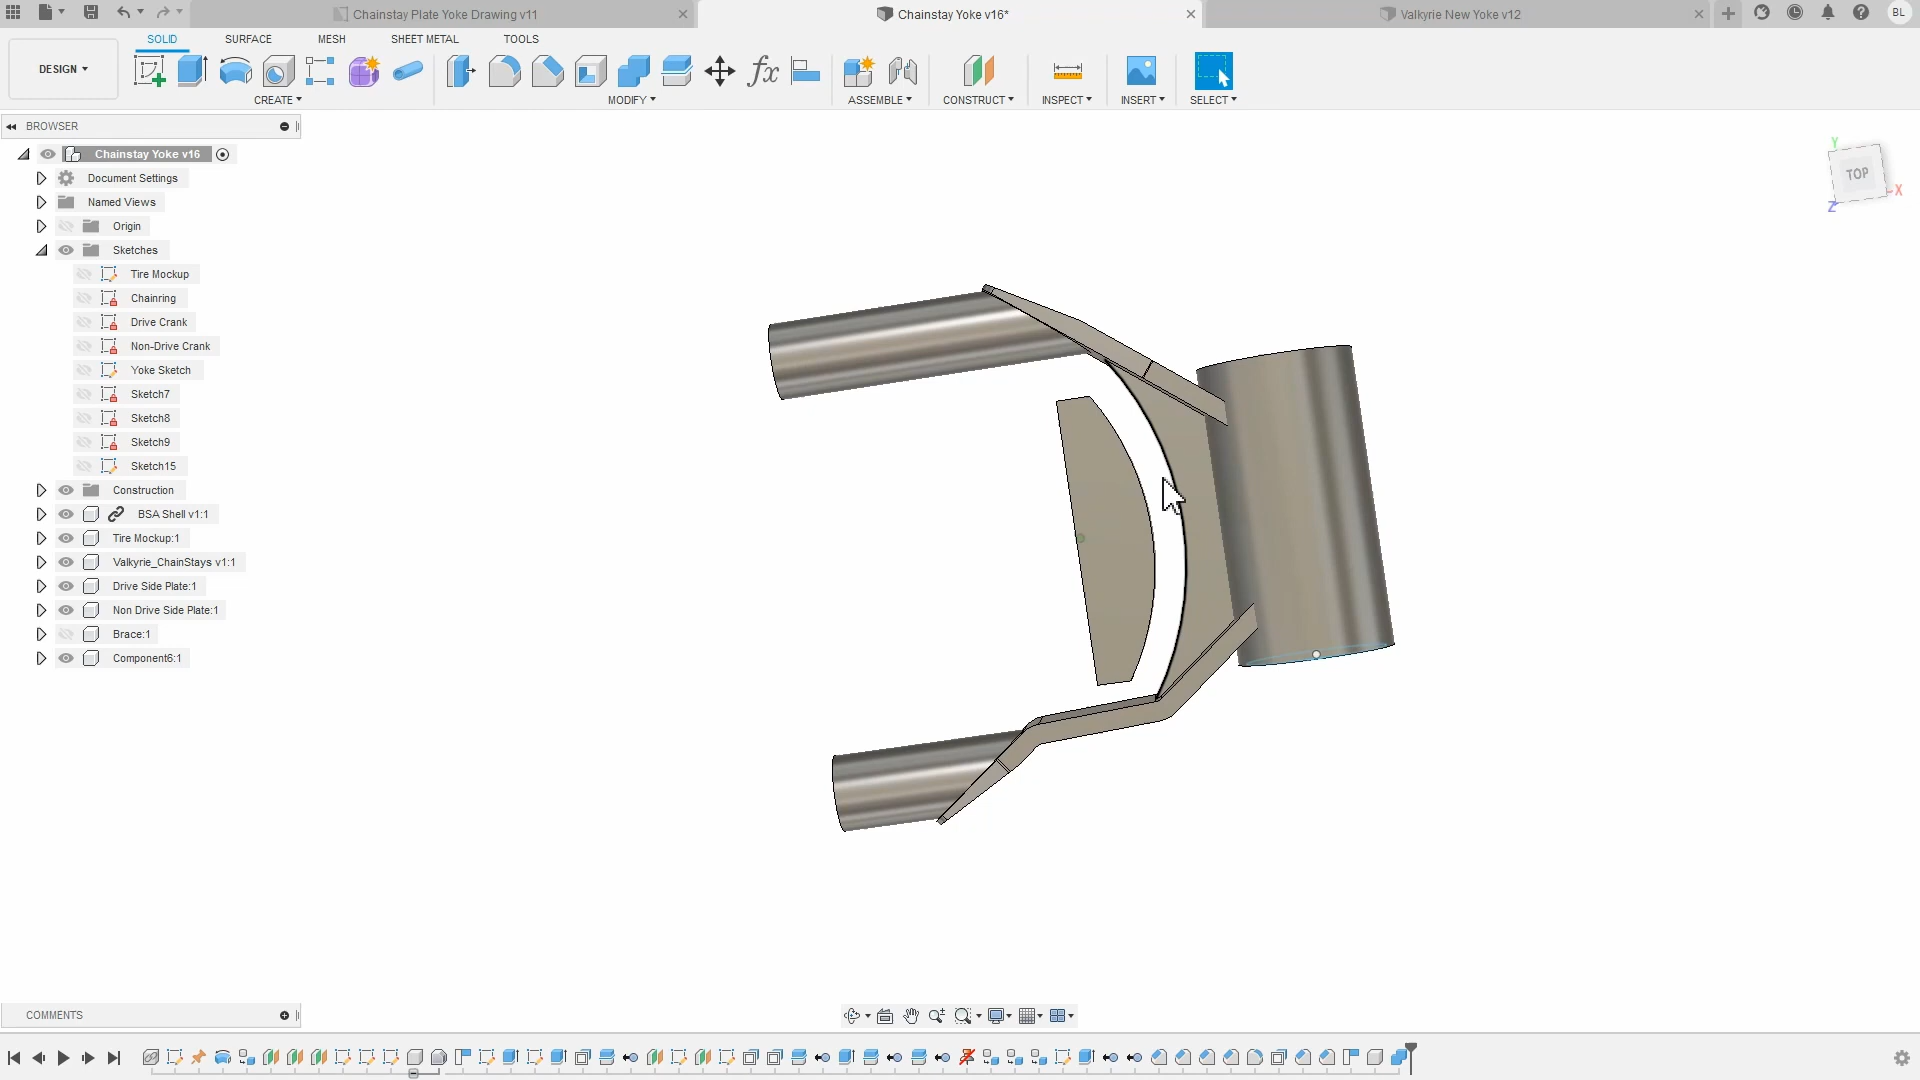 Chainstay Plate Yoke Drawing v11
Chainstay Yoke v16*
Valkyrie New Yoke v12
BL
SOLID
SURFACE
MESH
SHEET METAL
TOOLS
DESIGN
CREATE
MODIFY
ASSEMBLE
CONSTRUCT
INSPECT
INSERT
SELECT
BROWSER
Chainstay Yoke v16
Document Settings
Named Views
Origin
Sketches
Tire Mockup
Chainring
Drive Crank
Non-Drive Crank
Yoke Sketch
Sketch7
Sketch8
Sketch9
Sketch15
Construction
BSA Shell v1:1
Tire Mockup:1
Valkyrie_ChainStays v1:1
Drive Side Plate:1
Non Drive Side Plate:1
Brace:1
Component6:1
Y
TOP
X
Z
COMMENTS